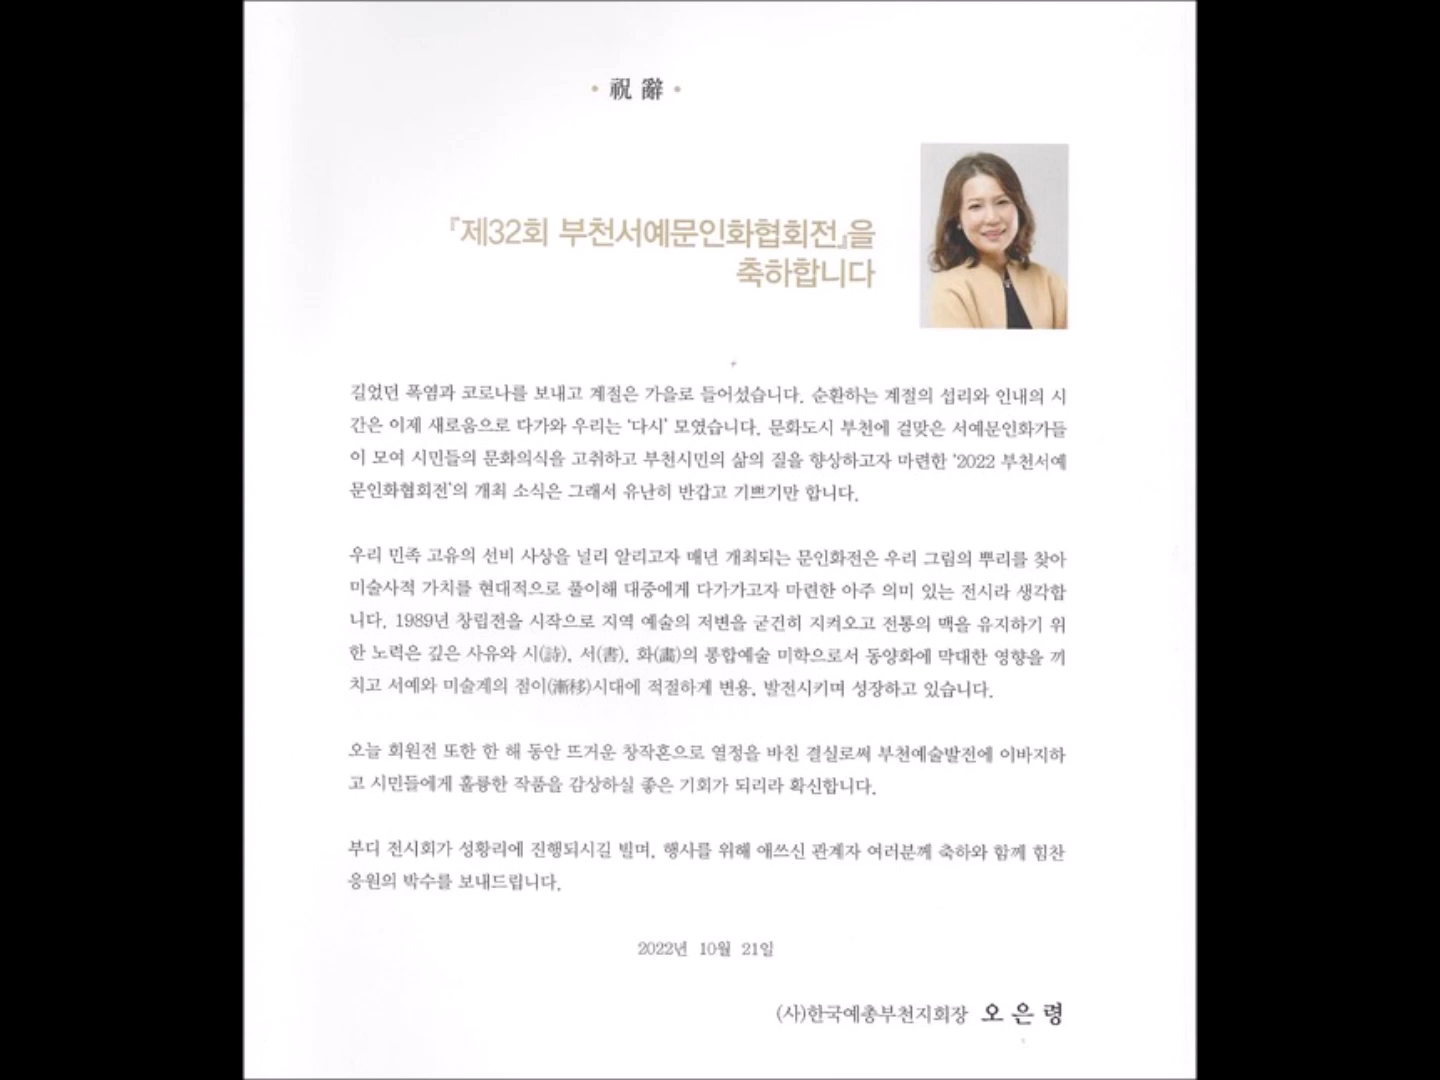 • 祝辭 •
『제32회 부천서예문인화협회전』을
축하합니다
길었던 폭염과 코로나를 보내고 계절은 가을로 들어섰습니다. 순환하는 계절의 섭리와 인내의 시
간은 이제 새로움으로 다가와 우리는 ‘다시’ 모였습니다. 문화도시 부천에 걸맞은 서예문인화가들
이 모여 시민들의 문화의식을 고취하고 부천시민의 삶의 질을 향상하고자 마련한 ‘2022 부천서예
문인화협회전’의 개최 소식은 그래서 유난히 반갑고 기쁘기만 합니다.
우리 민족 고유의 선비 사상을 널리 알리고자 매년 개최되는 문인화전은 우리 그림의 뿌리를 찾아
미술사적 가치를 현대적으로 풀이해 대중에게 다가가고자 마련한 아주 의미 있는 전시라 생각합
니다. 1989년 창립전을 시작으로 지역 예술의 저변을 굳건히 지켜오고 전통의 맥을 유지하기 위
한 노력은 깊은 사유와 시(詩), 서(書), 화(畵)의 통합예술 미학으로서 동양화에 막대한 영향을 끼
치고 서예와 미술계의 점이(漸移)시대에 적절하게 변용, 발전시키며 성장하고 있습니다.
오늘 회원전 또한 한 해 동안 뜨거운 창작혼으로 열정을 바친 결실로써 부천예술발전에 이바지하
고 시민들에게 훌륭한 작품을 감상하실 좋은 기회가 되리라 확신합니다.
부디 전시회가 성황리에 진행되시길 빌며, 행사를 위해 애쓰신 관계자 여러분께 축하와 함께 힘찬
응원의 박수를 보내드립니다.
2022년 10월 21일
(사)한국예총부천지회장 오은령